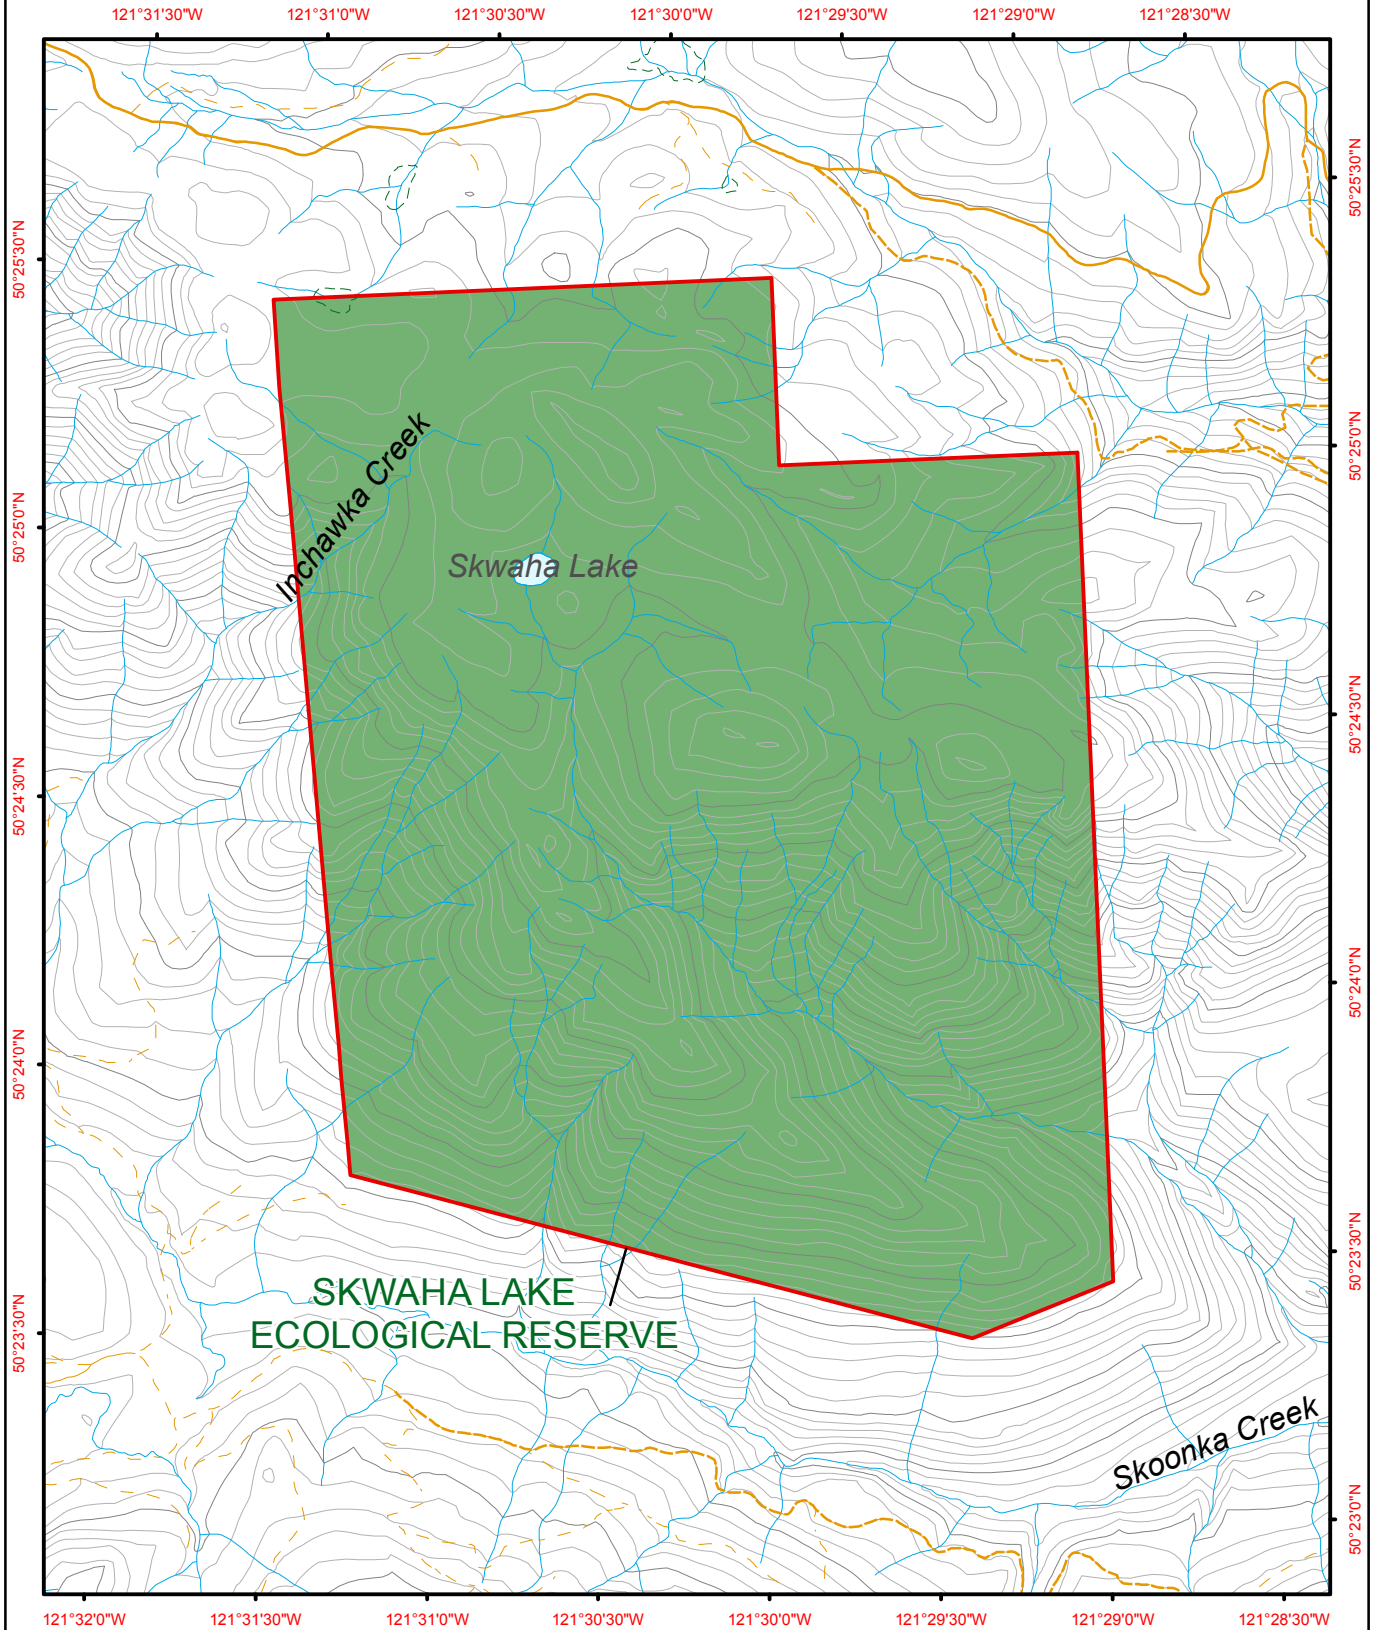 121°31'30"W
121°31'0"W
121°30'30"W
121°30'0"W
121°29'30"W
121°29'0"W
121°28'30"W
50°25'30"N
50°25'30"N
50°25'0"N
50°25'0"N
Inchawka Creek
Skwaha Lake
50°24'30"N
50°24'30"N
50°24'0"N
50°24'0"N
50°23'30"N
50°23'30"N
SKWAHA LAKE
ECOLOGICAL RESERVE
Skoonka Creek
50°23'0"N
121°32'0"W
121°31'30"W
121°31'0"W
121°30'30"W
121°30'0"W
121°29'30"W
121°29'0"W
121°28'30"W